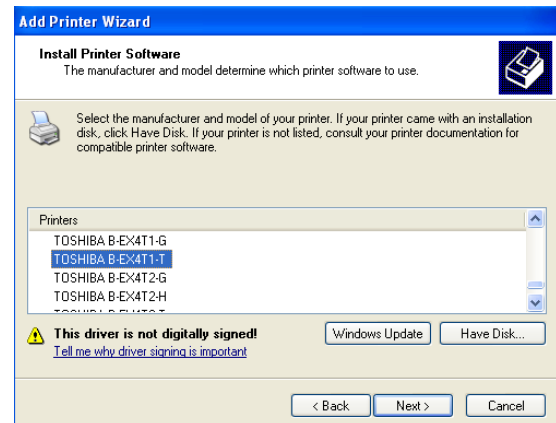 Add Printer Wizard
Install Printer Software
The manufacturer and model determine which printer software to use.
Select the manufacturer and model of your printer. If your printer came with an installation
disk, click Have Disk. If your printer is not listed, consult your printer documentation for
compatible printer software.
Printers
TOSHIBA B-EX4T1-G
TOSHIBA B-EX4T1-T
TOSHIBA B-EX4T2-G
TOSHIBA B-EX4T2-H
This driver is not digitally signed!
Tell me why driver signing is important
Windows Update
Have Disk...
< Back
Next >
Cancel